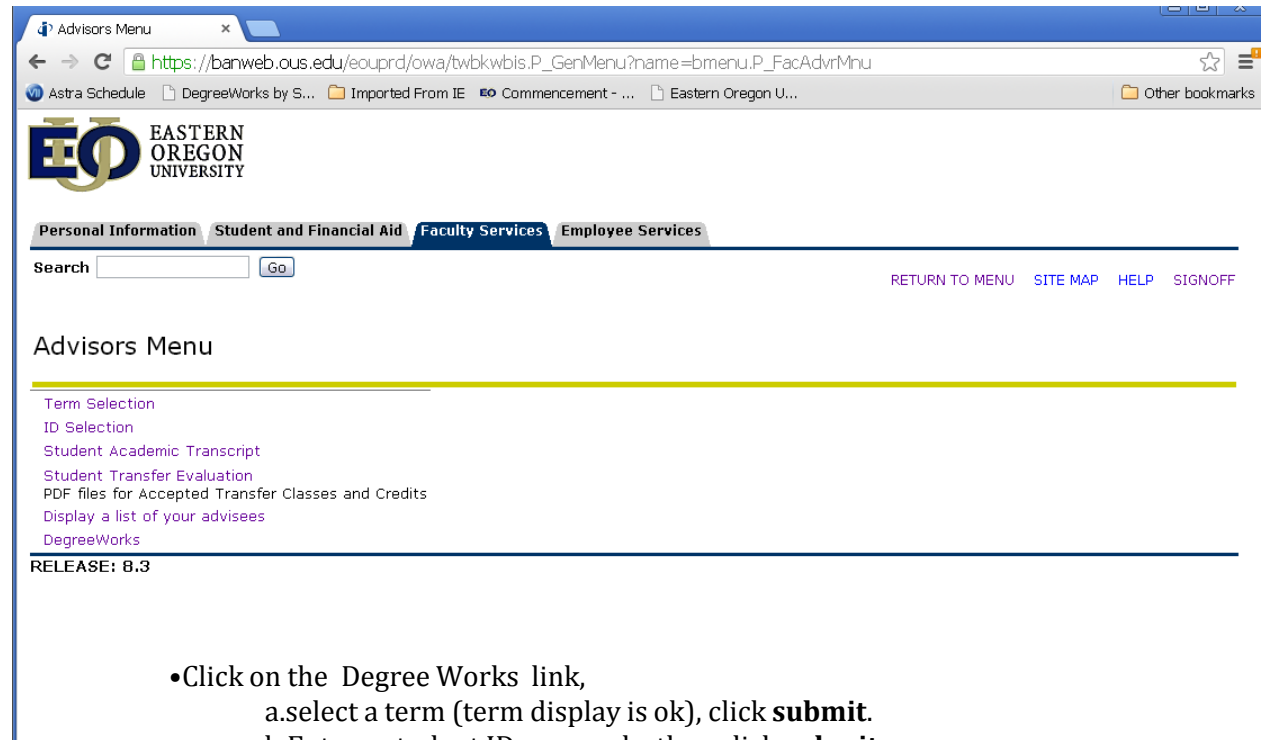 Advisors Menu ×
https://banweb.ous.edu/eouprd/owa/twbkwbis.P_GenMenu?name=bmenu.P_FacAdvrMnu
Astra Schedule DegreeWorks by S... Imported From IE EO Commencement - ... Eastern Oregon U... Other bookmarks
EOU
EASTERN
OREGON
UNIVERSITY
Personal Information Student and Financial Aid Faculty Services Employee Services
Search Go
RETURN TO MENU SITE MAP HELP SIGNOFF
Advisors Menu
Term Selection
ID Selection
Student Academic Transcript
Student Transfer Evaluation
PDF files for Accepted Transfer Classes and Credits
Display a list of your advisees
DegreeWorks
RELEASE: 8.3
•Click on the Degree Works link,
a.select a term (term display is ok), click submit.